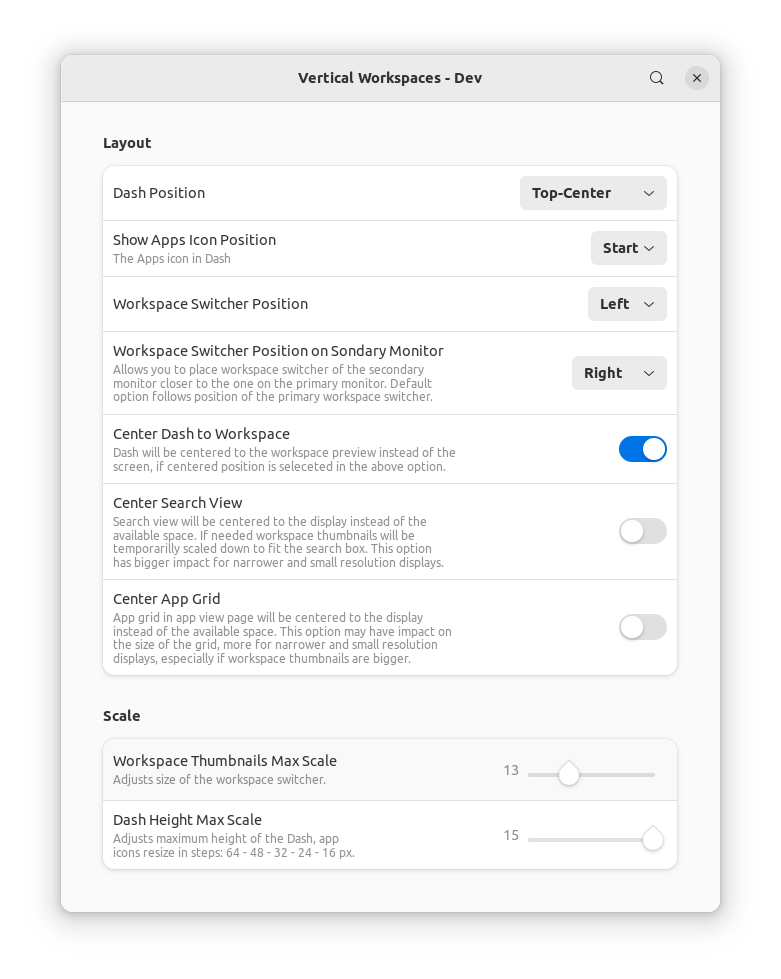 Vertical Workspaces - Dev
Layout
Dash Position
Top-Center
Show Apps Icon Position
The Apps icon in Dash
Start
Workspace Switcher Position
Left
Workspace Switcher Position on Sondary Monitor
Allows you to place workspace switcher of the secondary
monitor closer to the one on the primary monitor. Default
option follows position of the primary workspace switcher.
Right
Center Dash to Workspace
Dash will be centered to the workspace preview instead of the
screen, if centered position is seleceted in the above option.
Center Search View
Search view will be centered to the display instead of the
available space. If needed workspace thumbnails will be
temporarilly scaled down to fit the search box. This option
has bigger impact for narrower and small resolution displays.
Center App Grid
App grid in app view page will be centered to the display
instead of the available space. This option may have impact on
the size of the grid, more for narrower and small resolution
displays, especially if workspace thumbnails are bigger.
Scale
Workspace Thumbnails Max Scale
Adjusts size of the workspace switcher.
13
Dash Height Max Scale
Adjusts maximum height of the Dash, app
icons resize in steps: 64 - 48 - 32 - 24 - 16 px.
15